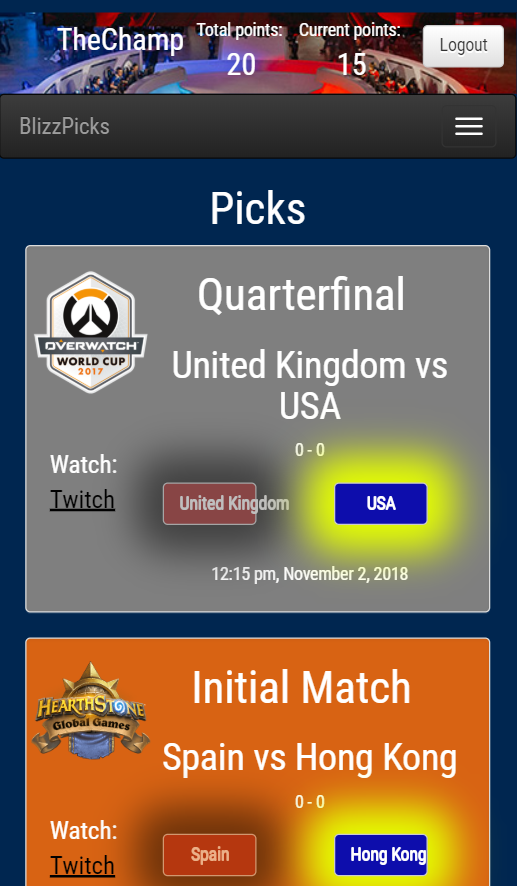 TheChamp
Total points:
20
Current points:
15
Logout
BlizzPicks
Picks
OVERWATCH
WORLD CUP
2017
Quarterfinal
United Kingdom vs
USA
0 - 0
Watch:
Twitch
United Kingdom
USA
12:15 pm, November 2, 2018
HEARTHSTONE
Global Games
Initial Match
Spain vs Hong Kong
0 - 0
Watch:
Twitch
Spain
Hong Kong